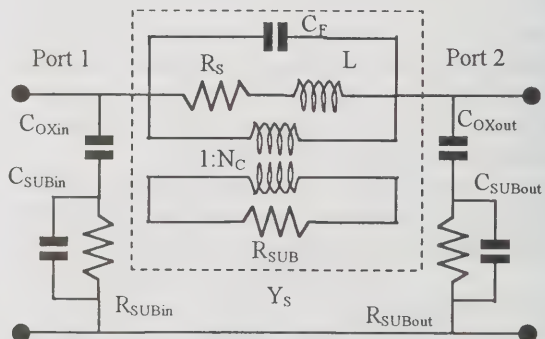 C_F
Port 1 R_S L Port 2
C_OXin C_OXout
1:N_C
C_SUBin C_SUBout
R_SUB
R_SUBin Y_S R_SUBout